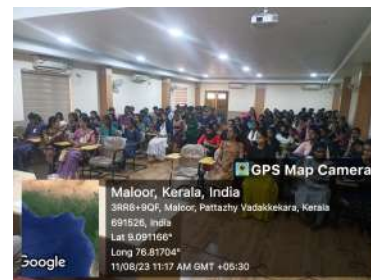 GPS Map Camera
Maloor, Kerala, India
3RR8+9QF, Maloor, Pattazhy Vadakkekara, Kerala
691526, India
Lat 9.091166°
Long 76.81704°
11/08/23 11:17 AM GMT +05:30
Google